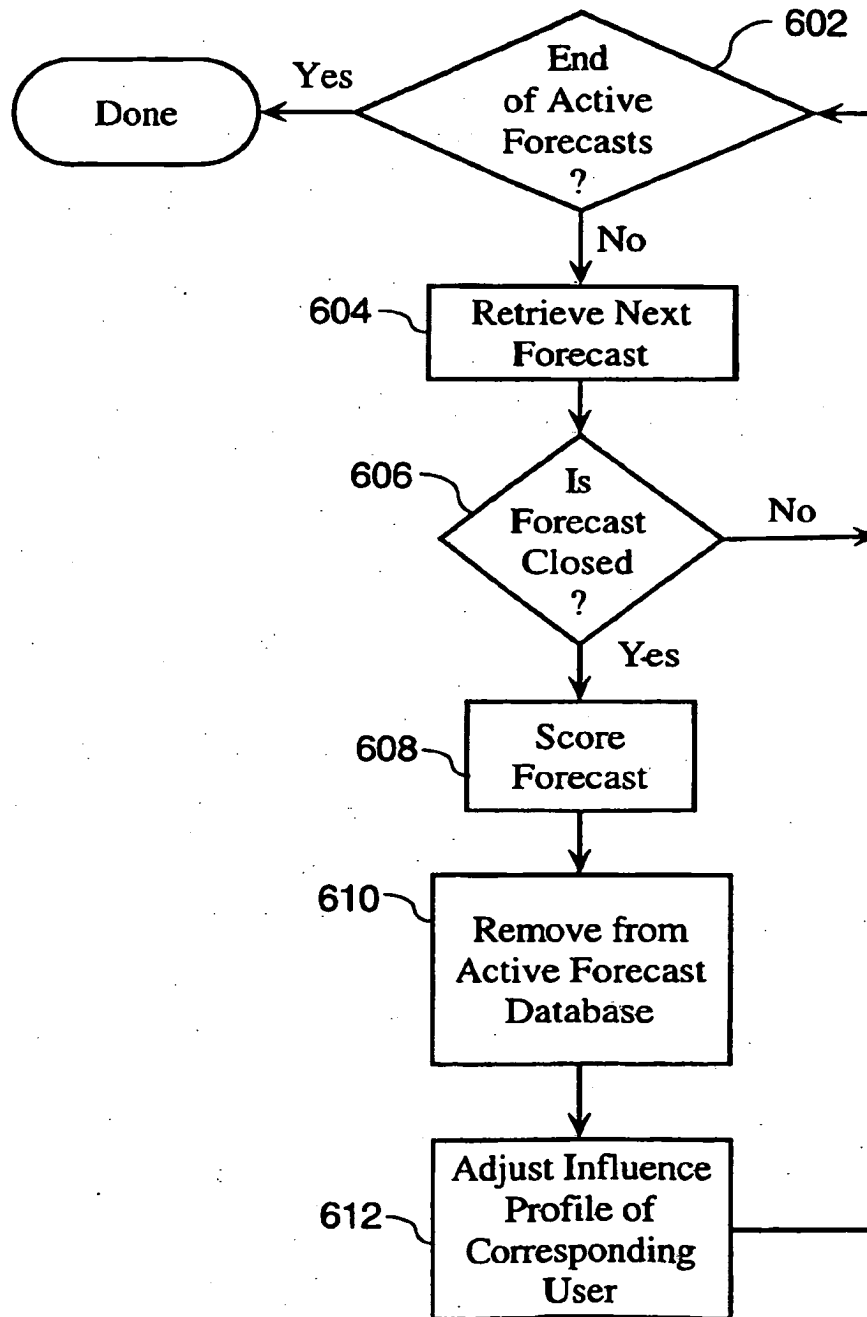 602
End
of Active
Forecasts
?
Yes
Done
No
604
Retrieve Next
Forecast
606
Is
Forecast
Closed
?
No
Yes
608
Score
Forecast
610
Remove from
Active Forecast
Database
612
Adjust Influence
Profile of
Corresponding
User